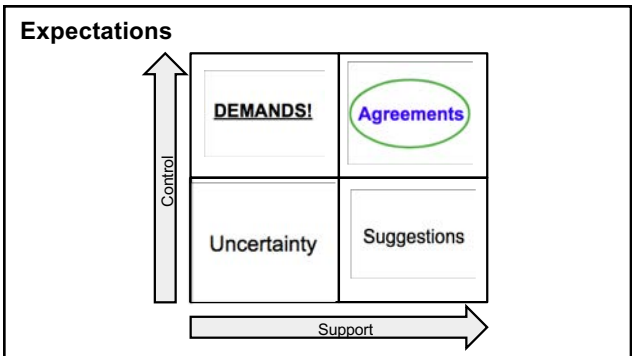 Expectations
DEMANDS!
Agreements
Control
Uncertainty
Suggestions
Support